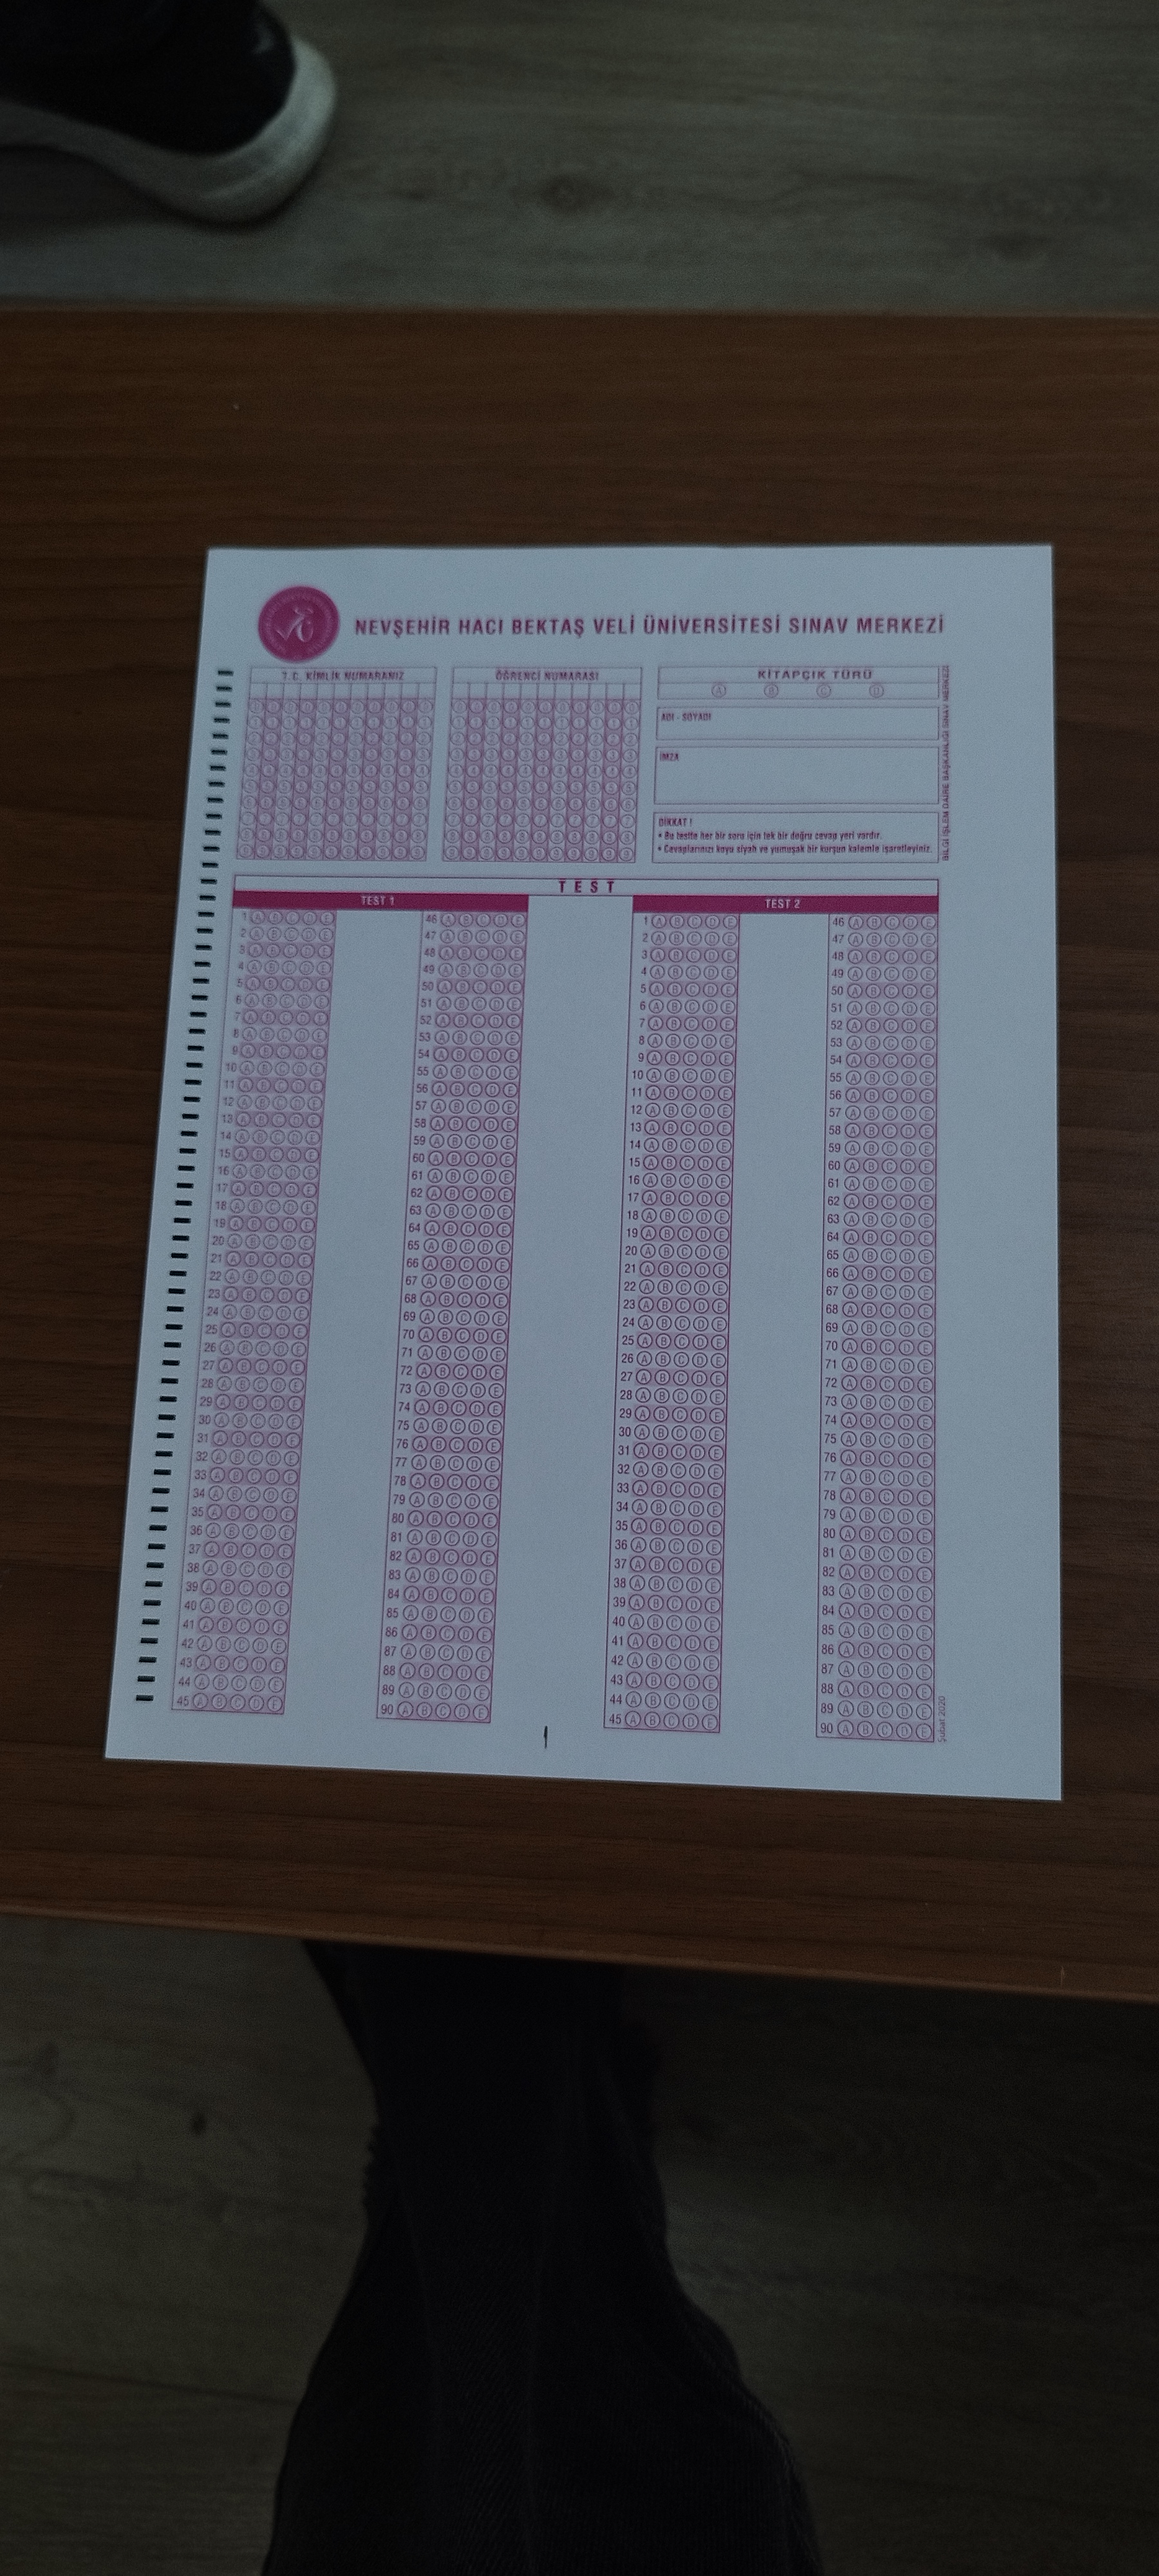 NEVŞEHİR HACI BEKTAŞ VELİ ÜNİVERSİTESİ SINAV MERKEZİ
T.C. KİMLİK NUMARANIZ
ÖĞRENCİ NUMARASI
KİTAPÇIK TÜRÜ
A B C D
ADI - SOYADI
İMZA
DİKKAT !
• Bu testte her bir soru için tek bir doğru cevap yeri vardır.
• Cevaplarınızı koyu siyah ve yumuşak bir kurşun kalemle işaretleyiniz.
BİLGİ İŞLEM DAİRE BAŞKANLIĞI SINAV MERKEZİ
TEST
TEST 1
TEST 2
1 A B C D E 46 A B C D E 1 A B C D E 46 A B C D E
2 A B C D E 47 A B C D E 2 A B C D E 47 A B C D E
3 A B C D E 48 A B C D E 3 A B C D E 48 A B C D E
4 A B C D E 49 A B C D E 4 A B C D E 49 A B C D E
5 A B C D E 50 A B C D E 5 A B C D E 50 A B C D E
6 A B C D E 51 A B C D E 6 A B C D E 51 A B C D E
7 A B C D E 52 A B C D E 7 A B C D E 52 A B C D E
8 A B C D E 53 A B C D E 8 A B C D E 53 A B C D E
9 A B C D E 54 A B C D E 9 A B C D E 54 A B C D E
10 A B C D E 55 A B C D E 10 A B C D E 55 A B C D E
11 A B C D E 56 A B C D E 11 A B C D E 56 A B C D E
12 A B C D E 57 A B C D E 12 A B C D E 57 A B C D E
13 A B C D E 58 A B C D E 13 A B C D E 58 A B C D E
14 A B C D E 59 A B C D E 14 A B C D E 59 A B C D E
15 A B C D E 60 A B C D E 15 A B C D E 60 A B C D E
16 A B C D E 61 A B C D E 16 A B C D E 61 A B C D E
17 A B C D E 62 A B C D E 17 A B C D E 62 A B C D E
18 A B C D E 63 A B C D E 18 A B C D E 63 A B C D E
19 A B C D E 64 A B C D E 19 A B C D E 64 A B C D E
20 A B C D E 65 A B C D E 20 A B C D E 65 A B C D E
21 A B C D E 66 A B C D E 21 A B C D E 66 A B C D E
22 A B C D E 67 A B C D E 22 A B C D E 67 A B C D E
23 A B C D E 68 A B C D E 23 A B C D E 68 A B C D E
24 A B C D E 69 A B C D E 24 A B C D E 69 A B C D E
25 A B C D E 70 A B C D E 25 A B C D E 70 A B C D E
26 A B C D E 71 A B C D E 26 A B C D E 71 A B C D E
27 A B C D E 72 A B C D E 27 A B C D E 72 A B C D E
28 A B C D E 73 A B C D E 28 A B C D E 73 A B C D E
29 A B C D E 74 A B C D E 29 A B C D E 74 A B C D E
30 A B C D E 75 A B C D E 30 A B C D E 75 A B C D E
31 A B C D E 76 A B C D E 31 A B C D E 76 A B C D E
32 A B C D E 77 A B C D E 32 A B C D E 77 A B C D E
33 A B C D E 78 A B C D E 33 A B C D E 78 A B C D E
34 A B C D E 79 A B C D E 34 A B C D E 79 A B C D E
35 A B C D E 80 A B C D E 35 A B C D E 80 A B C D E
36 A B C D E 81 A B C D E 36 A B C D E 81 A B C D E
37 A B C D E 82 A B C D E 37 A B C D E 82 A B C D E
38 A B C D E 83 A B C D E 38 A B C D E 83 A B C D E
39 A B C D E 84 A B C D E 39 A B C D E 84 A B C D E
40 A B C D E 85 A B C D E 40 A B C D E 85 A B C D E
41 A B C D E 86 A B C D E 41 A B C D E 86 A B C D E
42 A B C D E 87 A B C D E 42 A B C D E 87 A B C D E
43 A B C D E 88 A B C D E 43 A B C D E 88 A B C D E
44 A B C D E 89 A B C D E 44 A B C D E 89 A B C D E
45 A B C D E 90 A B C D E 45 A B C D E 90 A B C D E
Şubat 2020